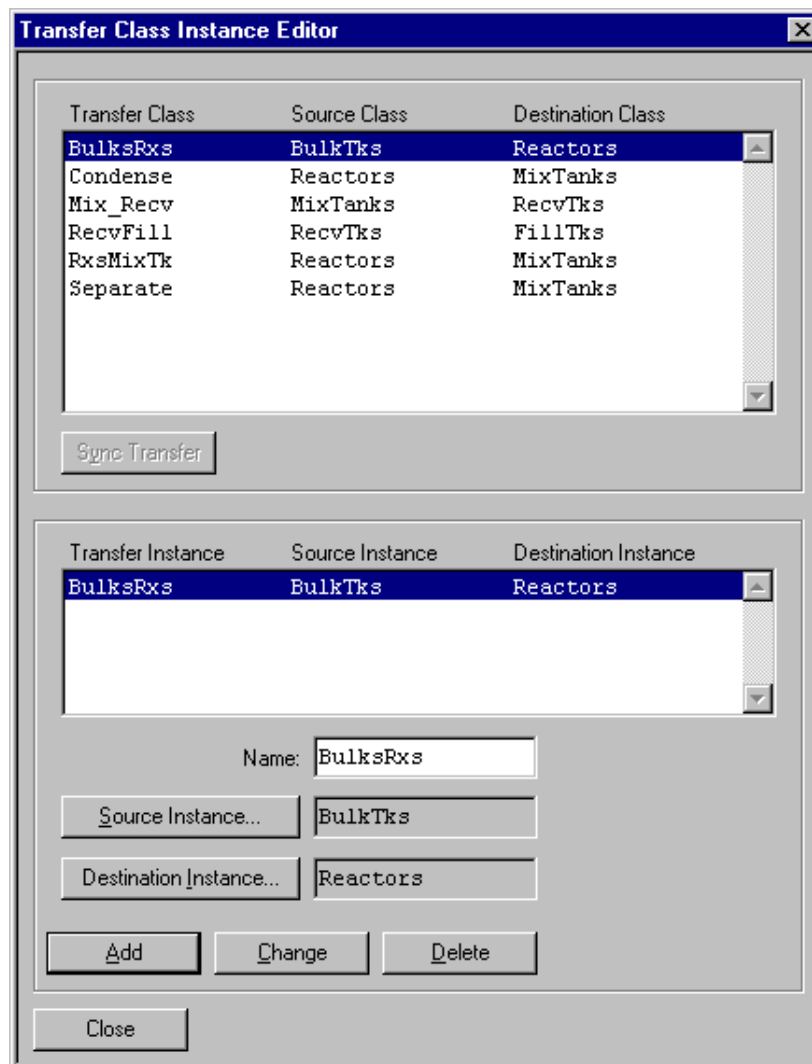 Transfer Class Instance Editor
Transfer Class Source Class Destination Class
BulksRxs BulkTks Reactors
Condense Reactors MixTanks
Mix_Recv MixTanks RecvTks
RecvFill RecvTks FillTks
RxsMixTk Reactors MixTanks
Separate Reactors MixTanks
Sync Transfer
Transfer Instance Source Instance Destination Instance
BulksRxs BulkTks Reactors
Name: BulksRxs
Source Instance... BulkTks
Destination Instance... Reactors
Add Change Delete
Close